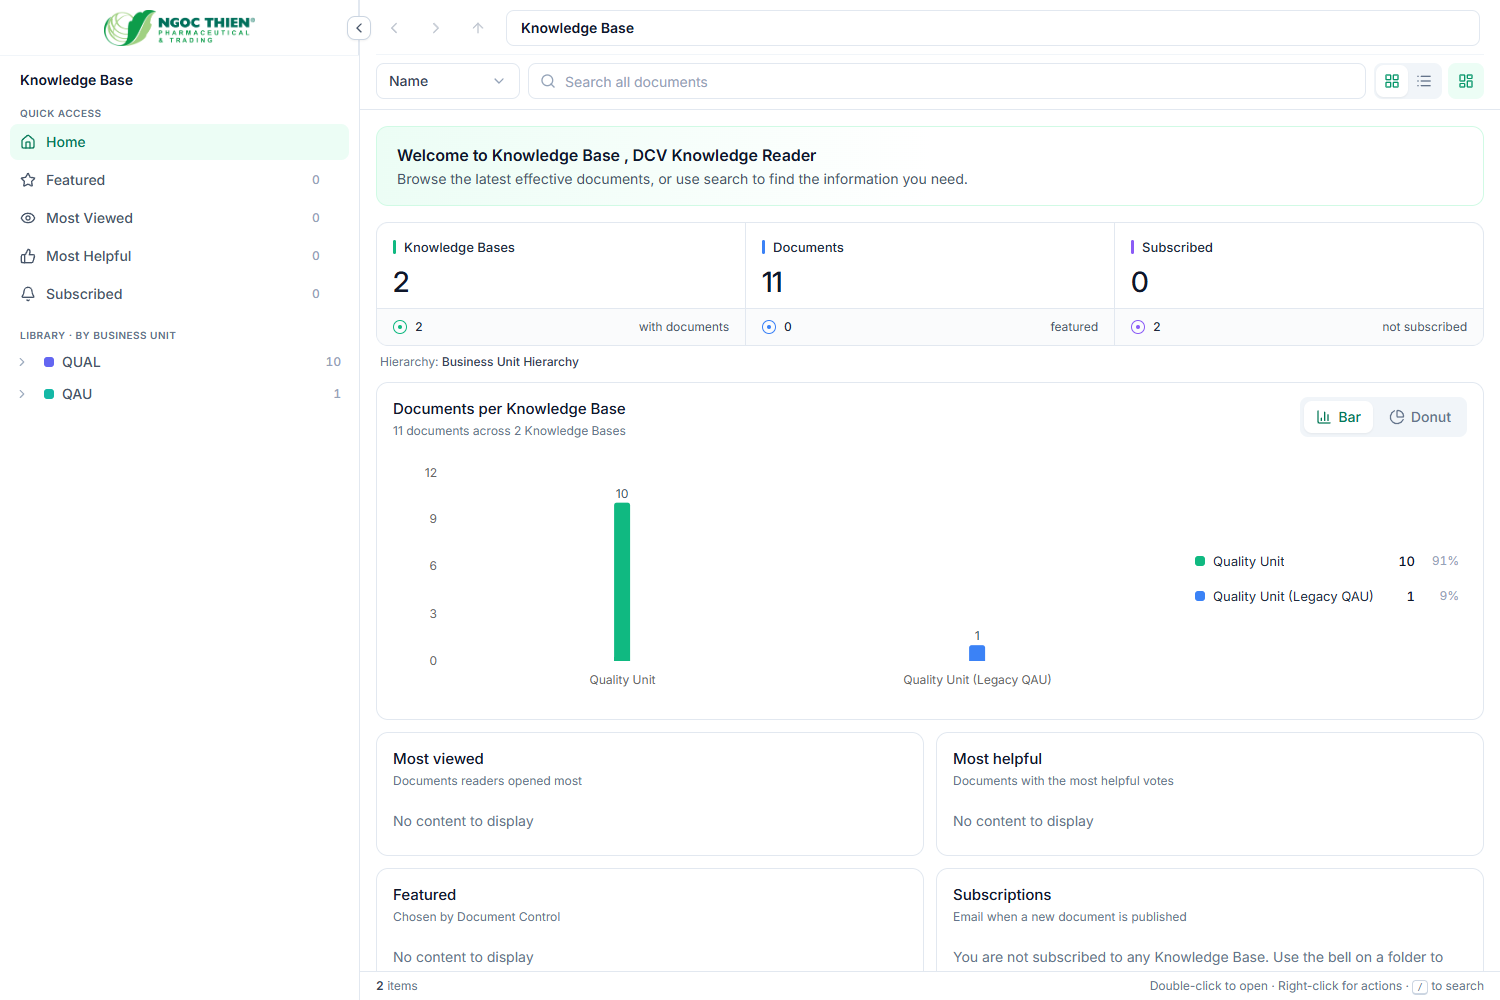 NGOC THIEN®
PHARMACEUTICAL
& TRADING
Knowledge Base
QUICK ACCESS
Home
Featured 0
Most Viewed 0
Most Helpful 0
Subscribed 0
LIBRARY · BY BUSINESS UNIT
QUAL 10
QAU 1
Knowledge Base
Name
Search all documents
Welcome to Knowledge Base , DCV Knowledge Reader
Browse the latest effective documents, or use search to find the information you need.
Knowledge Bases
2
2 with documents
Documents
11
0 featured
Subscribed
0
2 not subscribed
Hierarchy: Business Unit Hierarchy
Documents per Knowledge Base
11 documents across 2 Knowledge Bases
Bar
Donut
12
9
6
3
0
10
1
Quality Unit
Quality Unit (Legacy QAU)
Quality Unit 10 91%
Quality Unit (Legacy QAU) 1 9%
Most viewed
Documents readers opened most
No content to display
Most helpful
Documents with the most helpful votes
No content to display
Featured
Chosen by Document Control
No content to display
Subscriptions
Email when a new document is published
You are not subscribed to any Knowledge Base. Use the bell on a folder to
2 items
Double-click to open · Right-click for actions · / to search